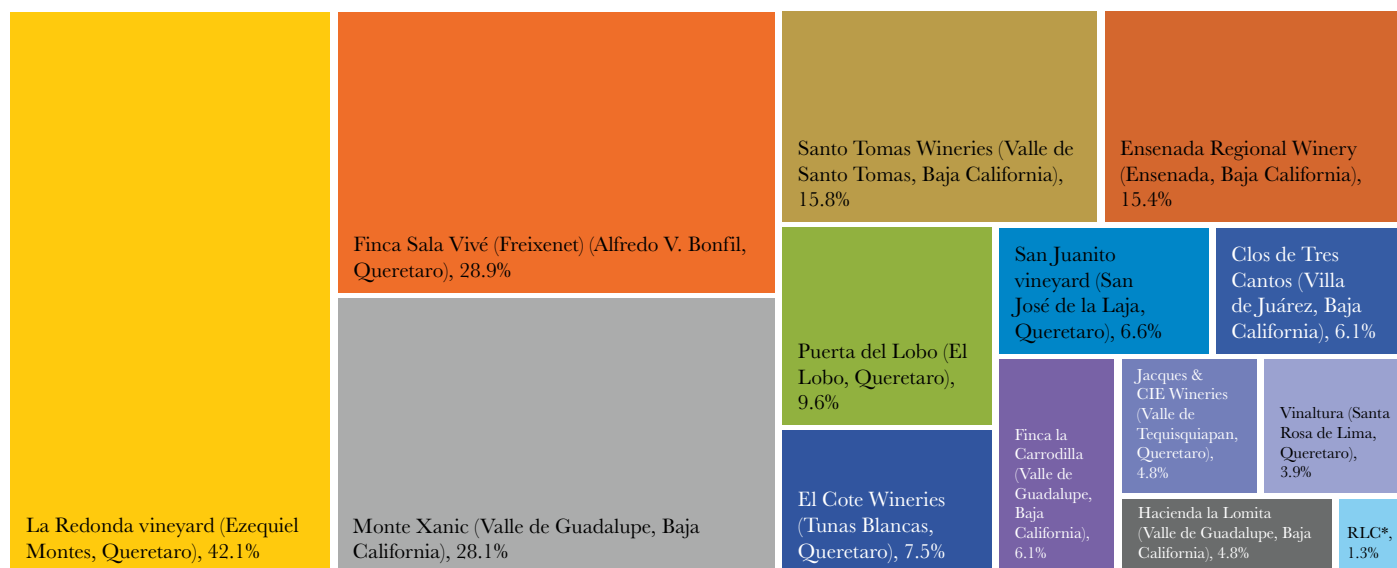 La Redonda vineyard (Ezequiel
Montes, Queretaro), 42.1%
Finca Sala Vivé (Freixenet) (Alfredo V. Bonfil,
Queretaro), 28.9%
Monte Xanic (Valle de Guadalupe, Baja
California), 28.1%
Santo Tomas Wineries (Valle de
Santo Tomas, Baja California),
15.8%
Ensenada Regional Winery
(Ensenada, Baja California),
15.4%
Puerta del Lobo (El
Lobo, Queretaro),
9.6%
El Cote Wineries
(Tunas Blancas,
Queretaro), 7.5%
San Juanito
vineyard (San
José de la Laja,
Queretaro), 6.6%
Clos de Tres
Cantos (Villa
de Juárez, Baja
California), 6.1%
Finca la
Carrodilla
(Valle de
Guadalupe,
Baja
California),
6.1%
Jacques &
CIE Wineries
(Valle de
Tequisquiapan,
Queretaro),
4.8%
Vinaltura (Santa
Rosa de Lima,
Queretaro),
3.9%
Hacienda la Lomita
(Valle de Guadalupe, Baja
California), 4.8%
RLC*,
1.3%